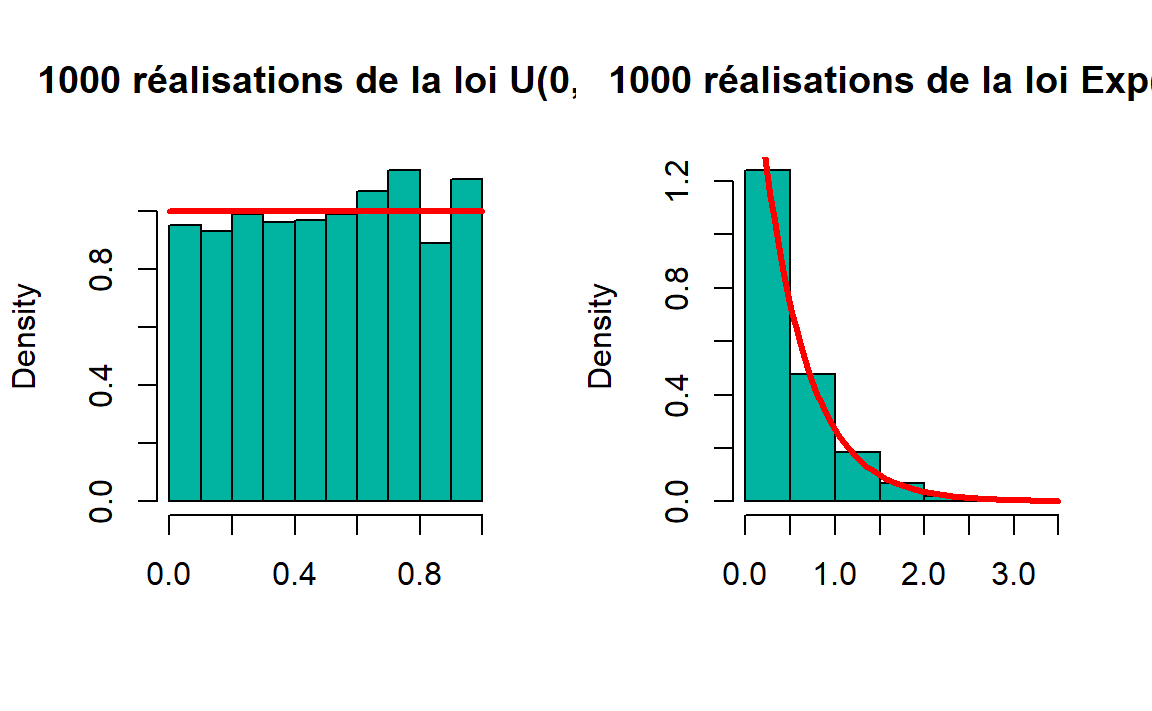 1000 réalisations de la loi U(0,
Density
0.0
0.4
0.8
0.0 0.4 0.8
1000 réalisations de la loi Exp(
Density
0.0
0.4
0.8
1.2
0.0 1.0 2.0 3.0